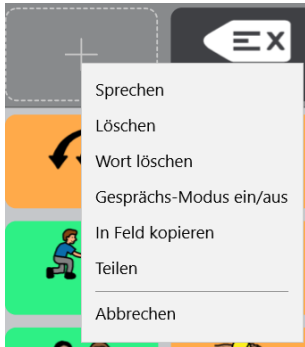 Sprechen
Löschen
Wort löschen
Gesprächs-Modus ein/aus
In Feld kopieren
Teilen
Abbrechen